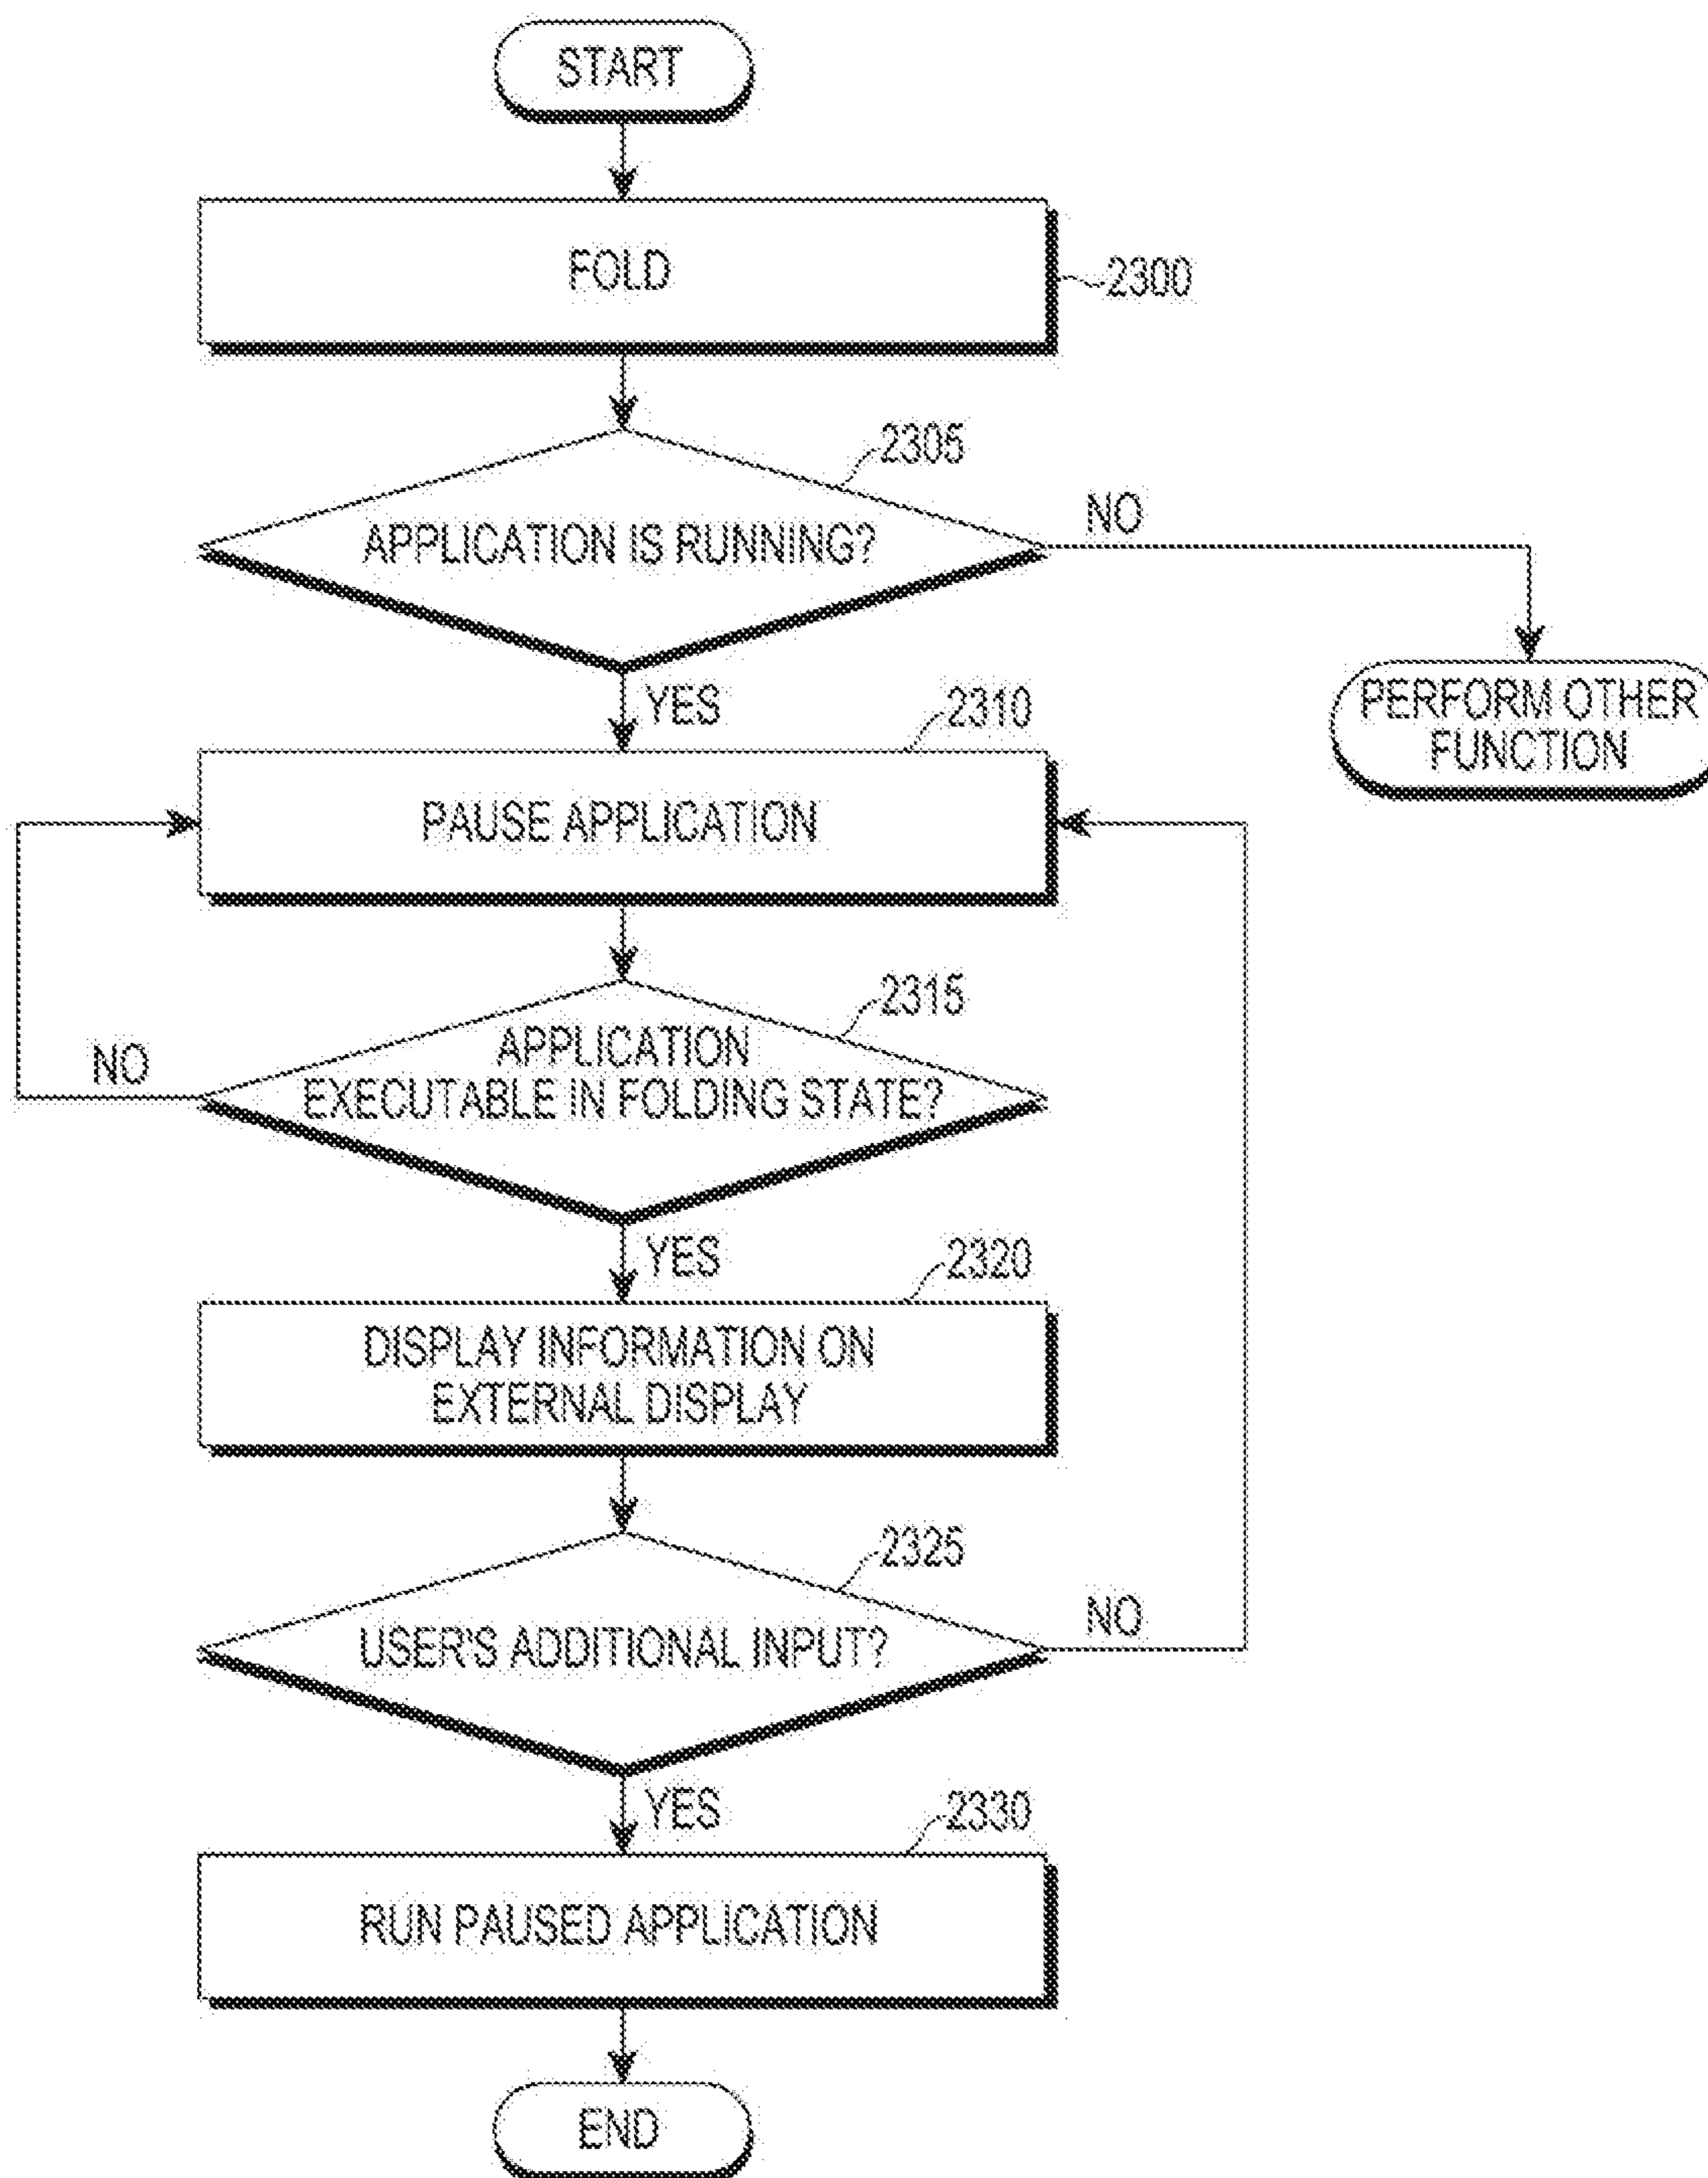 START
FOLD
2300
2305
APPLICATION IS RUNNING?
NO
YES
2310
PERFORM OTHER
FUNCTION
PAUSE APPLICATION
2315
APPLICATION
EXECUTABLE IN FOLDING STATE?
NO
YES
2320
DISPLAY INFORMATION ON
EXTERNAL DISPLAY
2325
USER'S ADDITIONAL INPUT?
NO
YES
2330
RUN PAUSED APPLICATION
END